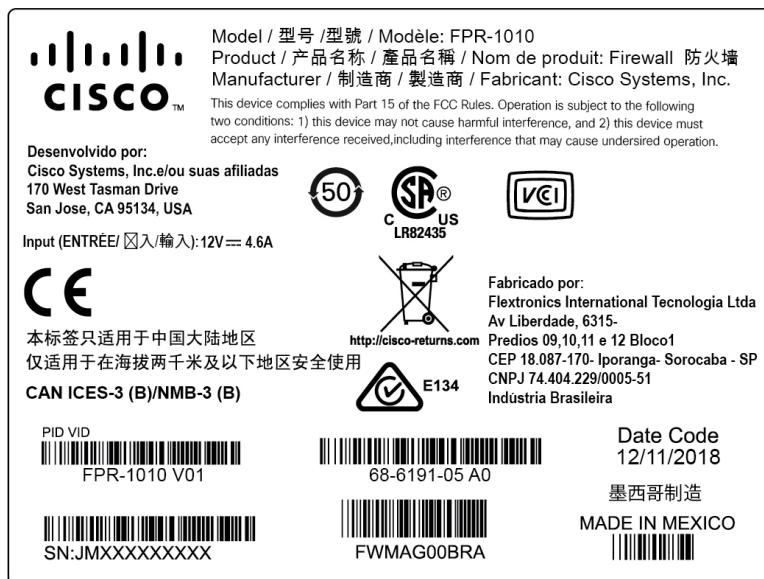 CISCO™
Model / 型号 /型號 / Modèle: FPR-1010
Product / 产品名称 / 產品名稱 / Nom de produit: Firewall 防火墙
Manufacturer / 制造商 / 製造商 / Fabricant: Cisco Systems, Inc.
This device complies with Part 15 of the FCC Rules. Operation is subject to the following
two conditions: 1) this device may not cause harmful interference, and 2) this device must
accept any interference received,including interference that may cause undersired operation.
Desenvolvido por:
Cisco Systems, Inc.e/ou suas afiliadas
170 West Tasman Drive
San Jose, CA 95134, USA
50
SA®
C US
LR82435
VCI
Input (ENTRÉE/ ☒入/輸入): 12V⎓ 4.6A
CE
http://cisco-returns.com
本标签只适用于中国大陆地区
仅适用于在海拔两千米及以下地区安全使用
CAN ICES-3 (B)/NMB-3 (B)
E134
Fabricado por:
Flextronics International Tecnologia Ltda
Av Liberdade, 6315-
Predios 09,10,11 e 12 Bloco1
CEP 18.087-170- Iporanga- Sorocaba - SP
CNPJ 74.404.229/0005-51
Indústria Brasileira
PID VID
FPR-1010 V01
68-6191-05 A0
Date Code
12/11/2018
墨西哥制造
MADE IN MEXICO
SN:JMXXXXXXXXX
FWMAG00BRA